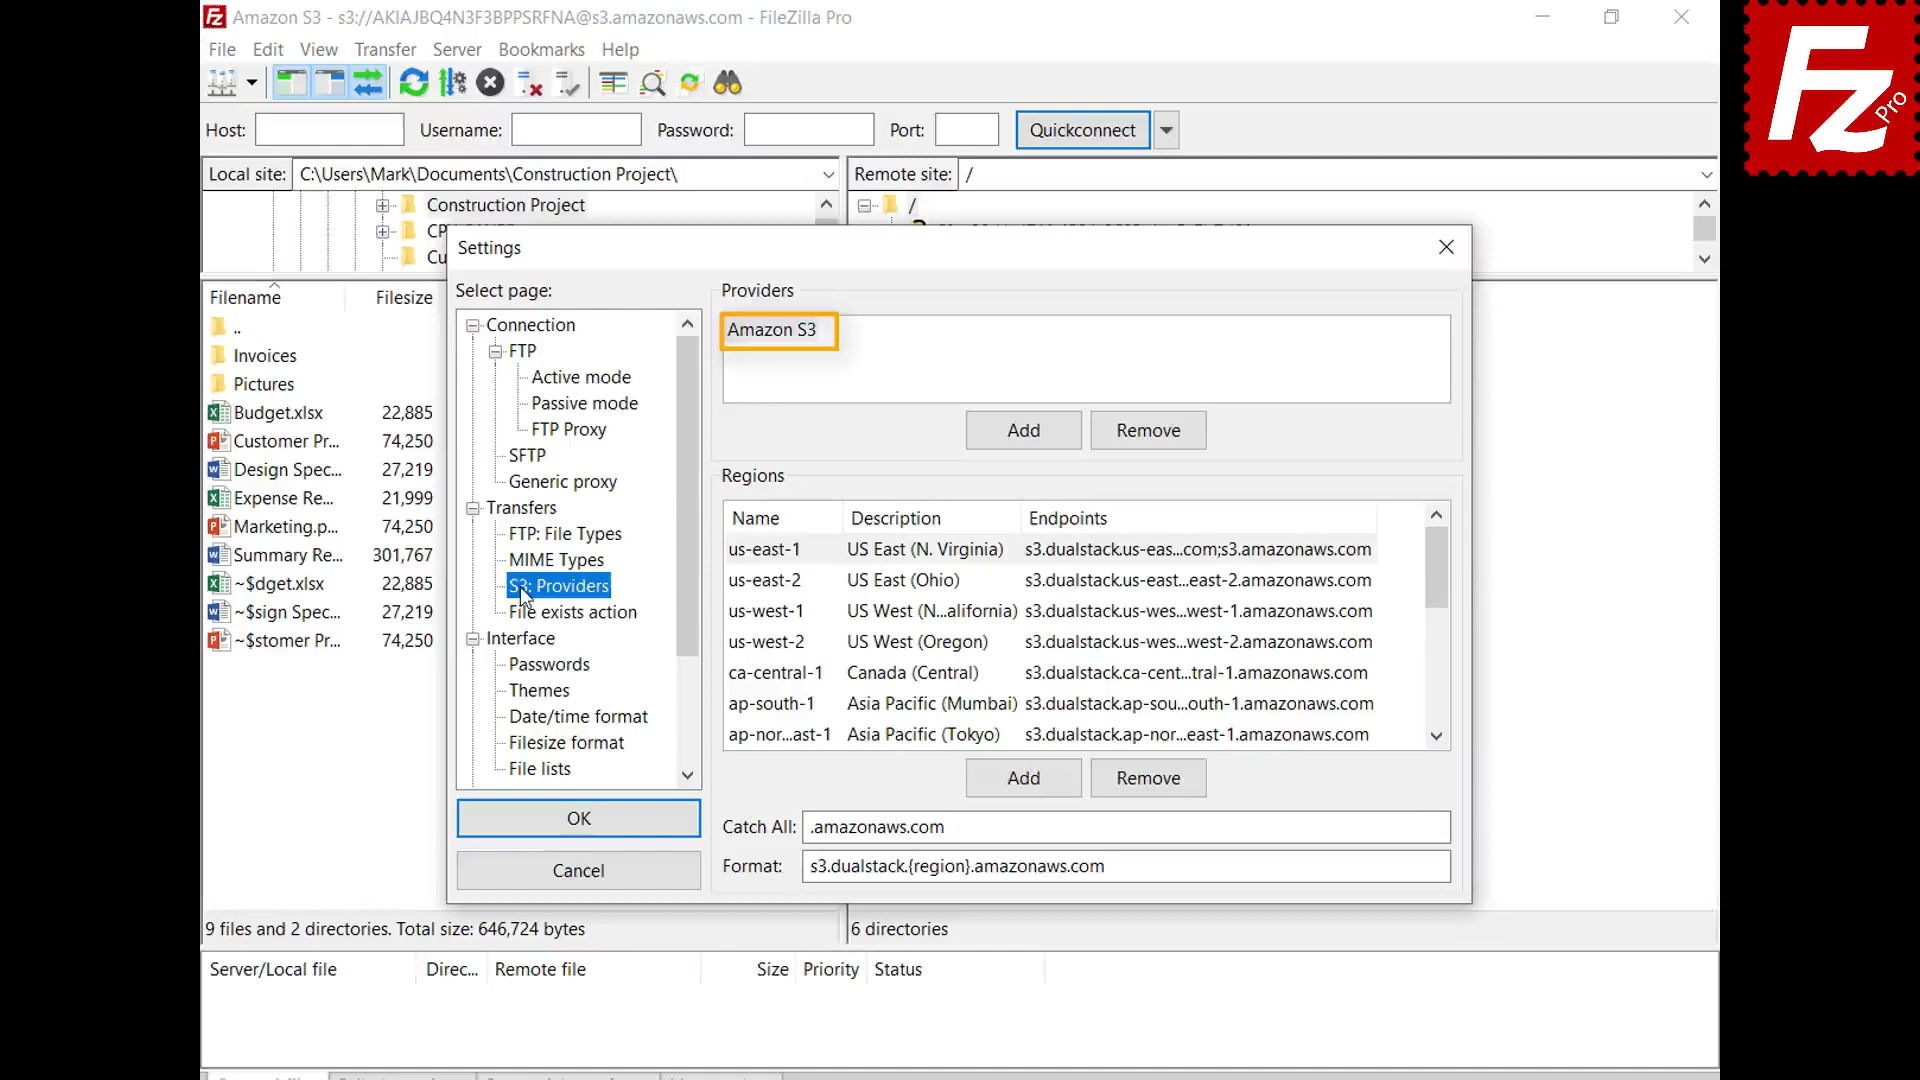 Amazon S3 - s3://AKIAJBQ4N3F3BPPSRFNA@s3.amazonaws.com - FileZilla Pro
File Edit View Transfer Server Bookmarks Help
Host: Username: Password: Port: Quickconnect
Local site: C:\Users\Mark\Documents\Construction Project\
Remote site: /
Construction Project
/
Cu
Settings
Filename Filesize
..
Invoices
Pictures
Budget.xlsx 22,885
Customer Pr... 74,250
Design Spec... 27,219
Expense Re... 21,999
Marketing.p... 74,250
Summary Re... 301,767
~$dget.xlsx 22,885
~$sign Spec... 27,219
~$stomer Pr... 74,250
Select page:
Connection
FTP
Active mode
Passive mode
FTP Proxy
SFTP
Generic proxy
Transfers
FTP: File Types
MIME Types
S3: Providers
File exists action
Interface
Passwords
Themes
Date/time format
Filesize format
File lists
OK
Cancel
Providers
Amazon S3
Add Remove
Regions
Name Description Endpoints
us-east-1 US East (N. Virginia) s3.dualstack.us-eas...com;s3.amazonaws.com
us-east-2 US East (Ohio) s3.dualstack.us-east...east-2.amazonaws.com
us-west-1 US West (N...alifornia) s3.dualstack.us-wes...west-1.amazonaws.com
us-west-2 US West (Oregon) s3.dualstack.us-wes...west-2.amazonaws.com
ca-central-1 Canada (Central) s3.dualstack.ca-cent...tral-1.amazonaws.com
ap-south-1 Asia Pacific (Mumbai) s3.dualstack.ap-sou...outh-1.amazonaws.com
ap-nor...ast-1 Asia Pacific (Tokyo) s3.dualstack.ap-nor...east-1.amazonaws.com
Add Remove
Catch All: .amazonaws.com
Format: s3.dualstack.{region}.amazonaws.com
9 files and 2 directories. Total size: 646,724 bytes
6 directories
Server/Local file Direc... Remote file Size Priority Status
Fz Pro